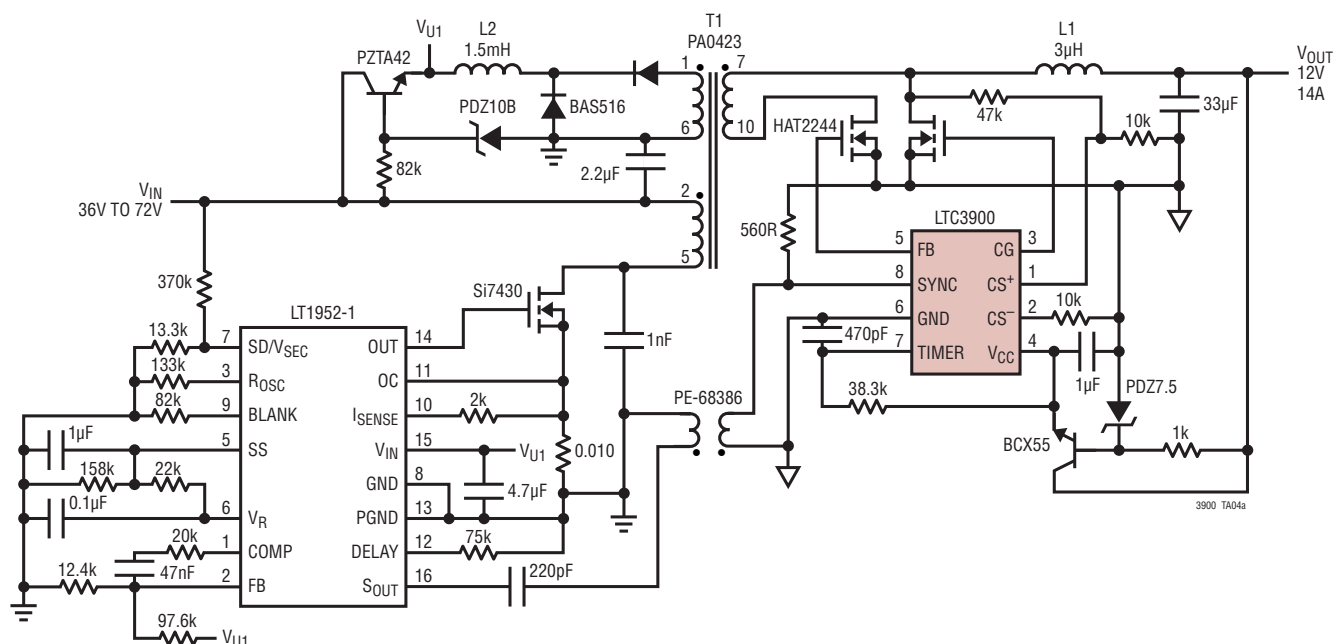 VU1
L2
1.5mH
T1
PA0423
L1
3µH
PZTA42
VOUT
12V
14A
1
7
PDZ10B
BAS516
47k
33µF
6
10
HAT2244
10k
82k
2.2µF
VIN
36V TO 72V
2
5
560R
LTC3900
5
FB
CG
3
8
SYNC
CS+
1
6
GND
CS–
2
10k
7
TIMER
VCC
4
470pF
1µF
38.3k
PDZ7.5
BCX55
1k
3900 TA04a
370k
Si7430
LT1952-1
1nF
13.3k
7
SD/VSEC
OUT
14
133k
3
ROSC
OC
11
82k
9
BLANK
ISENSE
10
2k
PE-68386
1µF
5
SS
VIN
15
VU1
0.010
158k
22k
GND
8
4.7µF
0.1µF
6
VR
PGND
13
20k
1
COMP
DELAY
12
75k
12.4k
47nF
2
FB
SOUT
16
220pF
97.6k
VU1